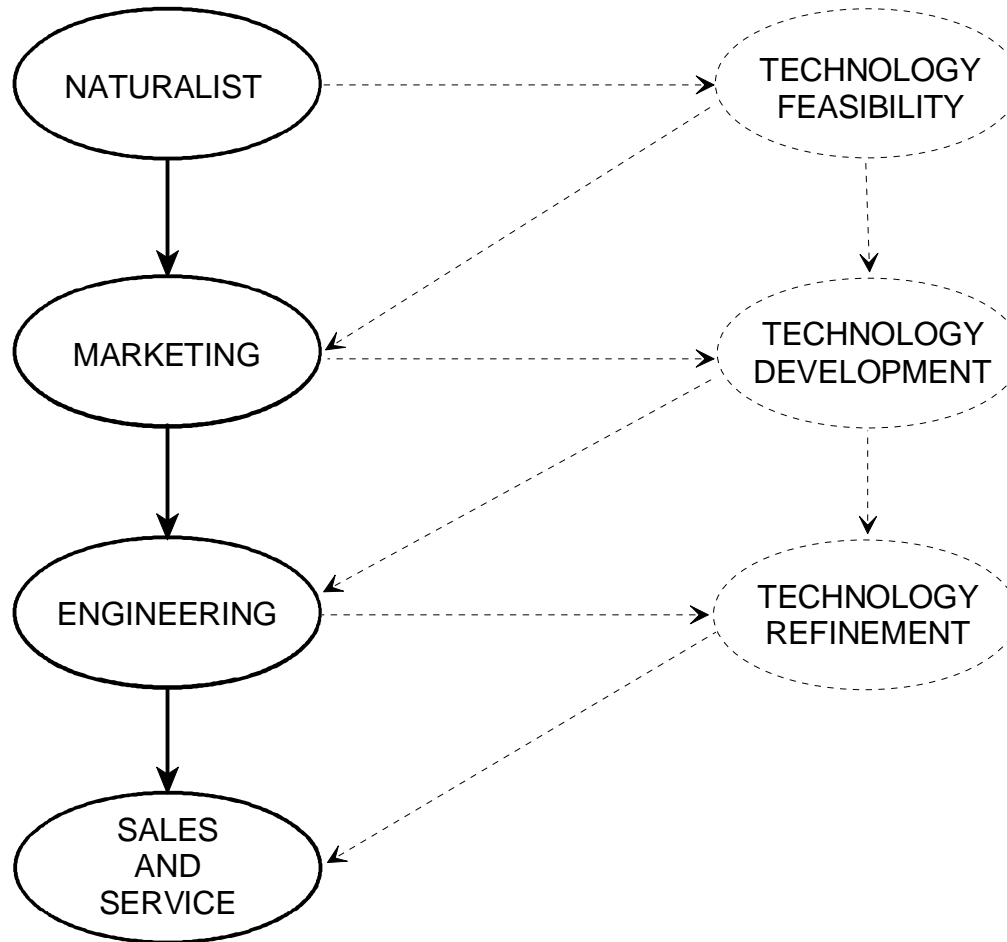 NATURALIST
TECHNOLOGY
FEASIBILITY
MARKETING
TECHNOLOGY
DEVELOPMENT
ENGINEERING
TECHNOLOGY
REFINEMENT
SALES
AND
SERVICE